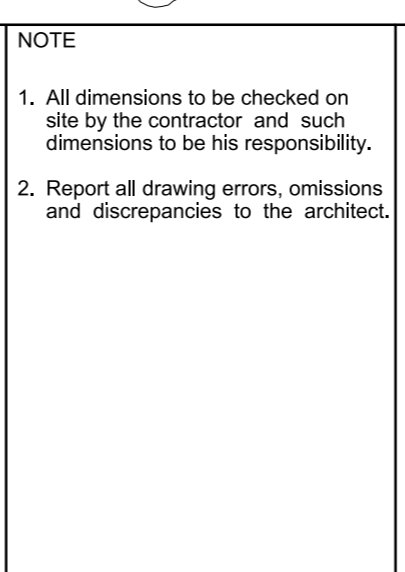 NOTE
1. All dimensions to be checked on
site by the contractor and such
dimensions to be his responsibility.
2. Report all drawing errors, omissions
and discrepancies to the architect.